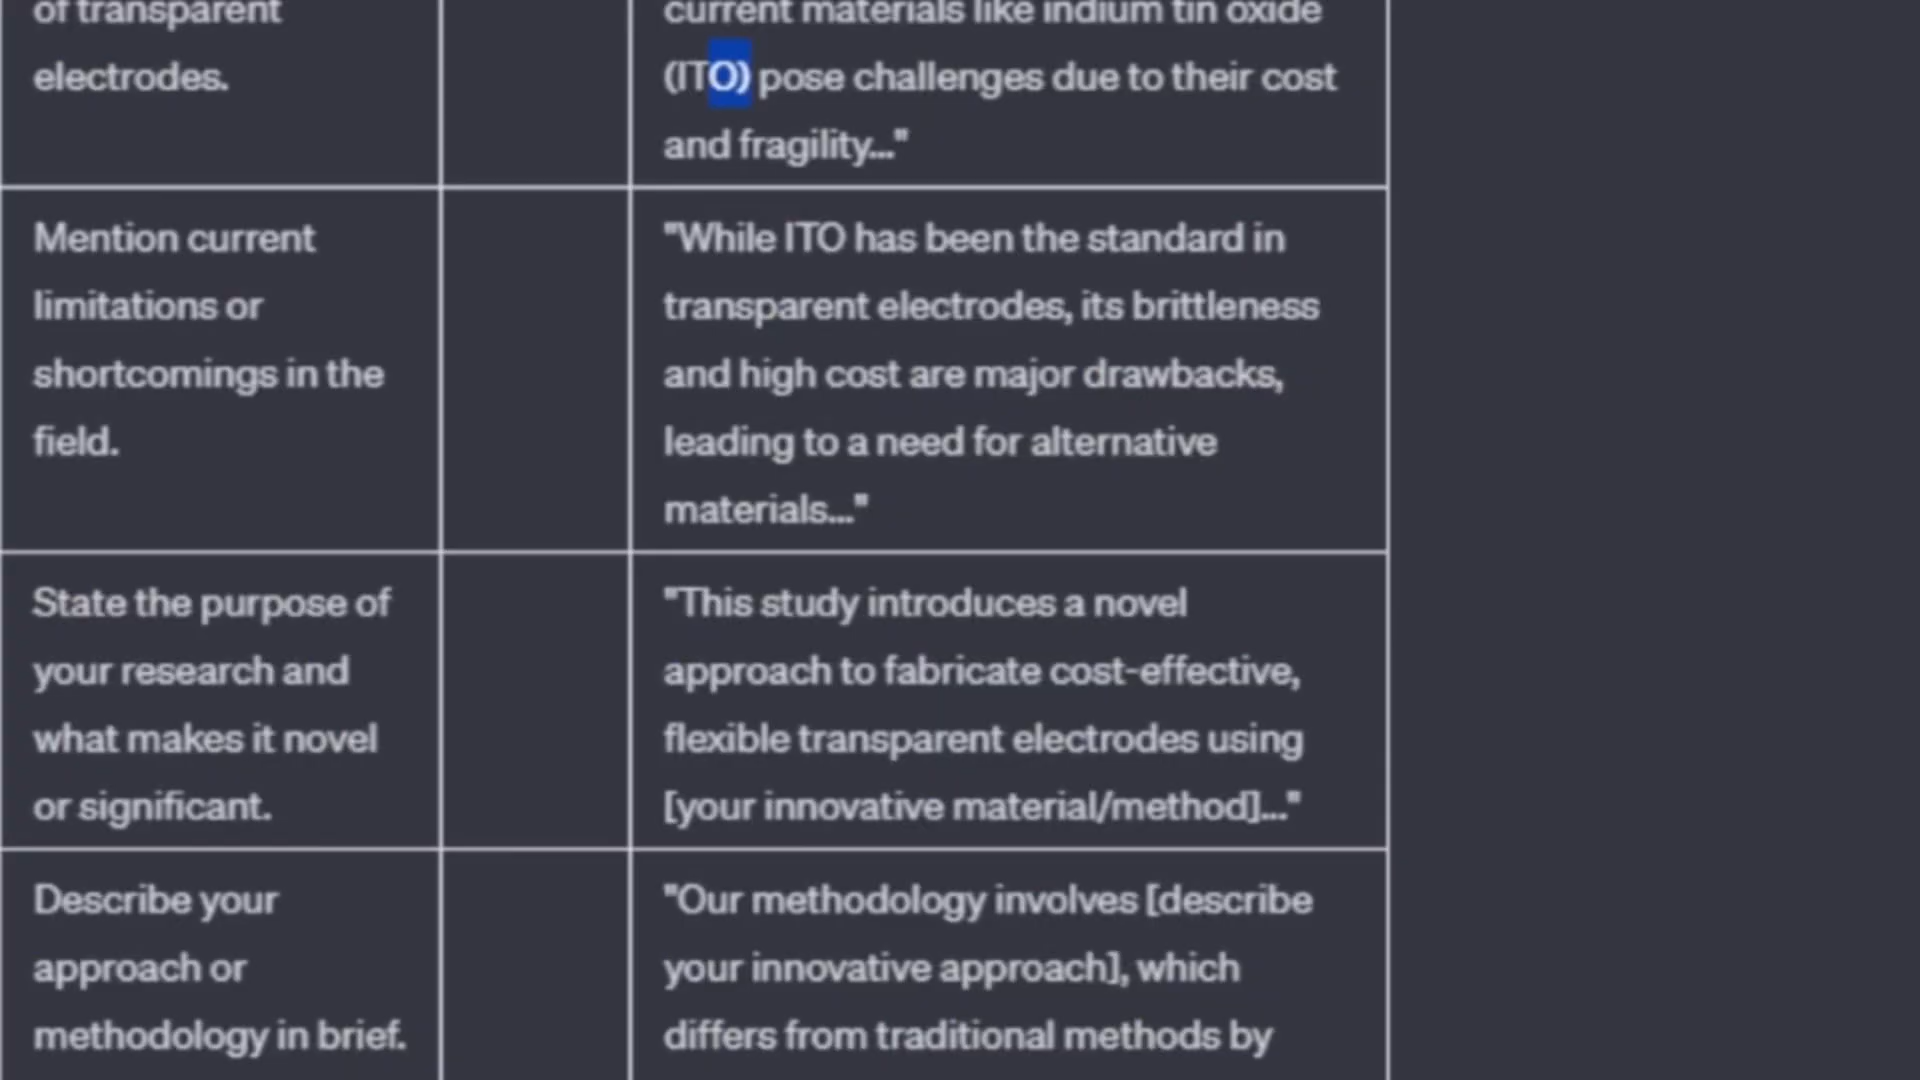 of transparent
electrodes.
current materials like indium tin oxide
(ITO) pose challenges due to their cost
and fragility..."
Mention current
limitations or
shortcomings in the
field.
"While ITO has been the standard in
transparent electrodes, its brittleness
and high cost are major drawbacks,
leading to a need for alternative
materials..."
State the purpose of
your research and
what makes it novel
or significant.
"This study introduces a novel
approach to fabricate cost-effective,
flexible transparent electrodes using
[your innovative material/method]..."
Describe your
approach or
methodology in brief.
"Our methodology involves [describe
your innovative approach], which
differs from traditional methods by